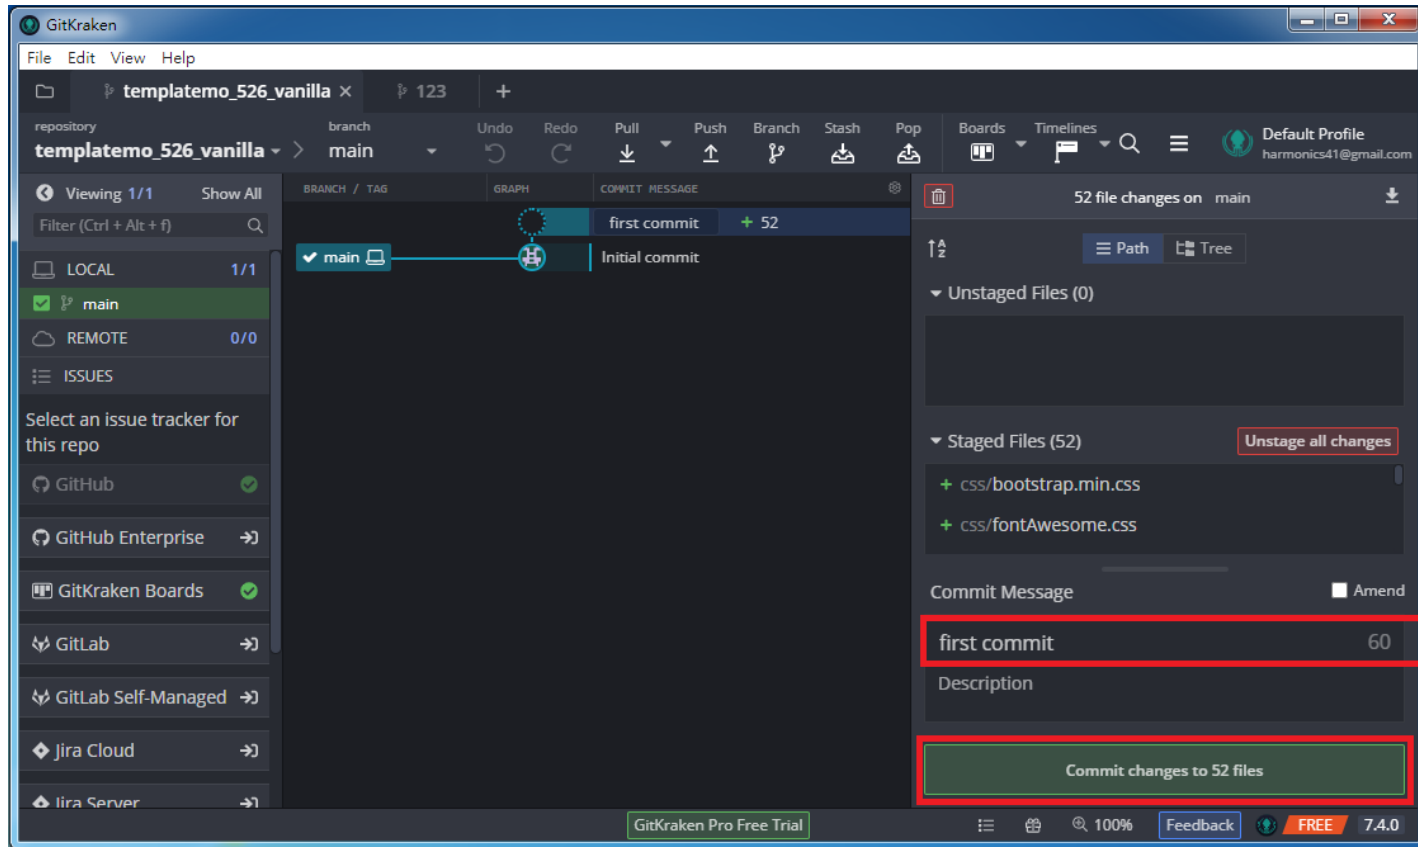 GitKraken
File Edit View Help
templatemo_526_vanilla × 123 +
repository branch Undo Redo Pull Push Branch Stash Pop Boards Timelines Default Profile
templatemo_526_vanilla main harmonics41@gmail.com
Viewing 1/1 Show All
Filter (Ctrl + Alt + f)
LOCAL 1/1
main
REMOTE 0/0
ISSUES
Select an issue tracker for
this repo
GitHub
GitHub Enterprise
GitKraken Boards
GitLab
GitLab Self-Managed
Jira Cloud
Jira Server
BRANCH / TAG GRAPH COMMIT MESSAGE
first commit + 52
main Initial commit
52 file changes on main
Path Tree
Unstaged Files (0)
Staged Files (52) Unstage all changes
+ css/bootstrap.min.css
+ css/fontAwesome.css
Commit Message Amend
first commit 60
Description
Commit changes to 52 files
GitKraken Pro Free Trial 100% Feedback FREE 7.4.0